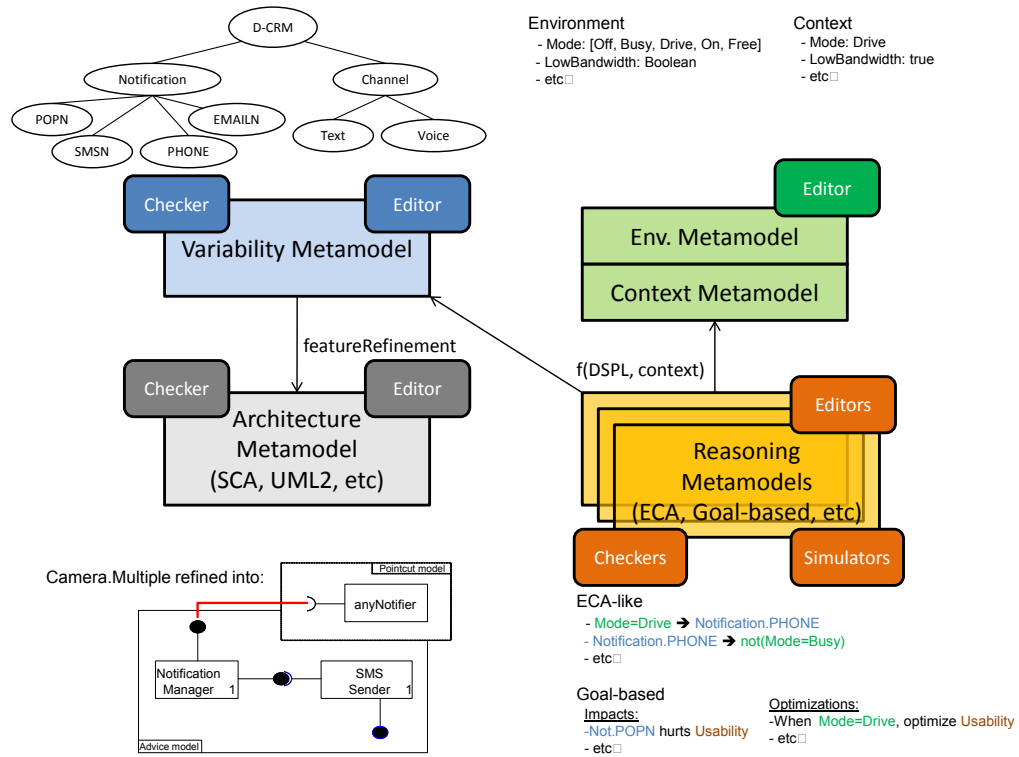 D-CRM
Notification
Channel
POPN
EMAILN
SMSN
PHONE
Text
Voice
Environment
- Mode: [Off, Busy, Drive, On, Free]
- LowBandwidth: Boolean
- etc□
Context
- Mode: Drive
- LowBandwidth: true
- etc□
Checker
Editor
Variability Metamodel
Editor
Env. Metamodel
Context Metamodel
featureRefinement
f(DSPL, context)
Checker
Editor
Architecture
Metamodel
(SCA, UML2, etc)
Editors
Reasoning
Metamodels
(ECA, Goal-based, etc)
Checkers
Simulators
Camera.Multiple refined into:
Pointcut model
anyNotifier
Notification
Manager 1
SMS
Sender 1
Advice model
ECA-like
- Mode=Drive ➔ Notification.PHONE
- Notification.PHONE ➔ not(Mode=Busy)
- etc□
Goal-based
Impacts:
-Not.POPN hurts Usability
- etc□
Optimizations:
-When Mode=Drive, optimize Usability
- etc□